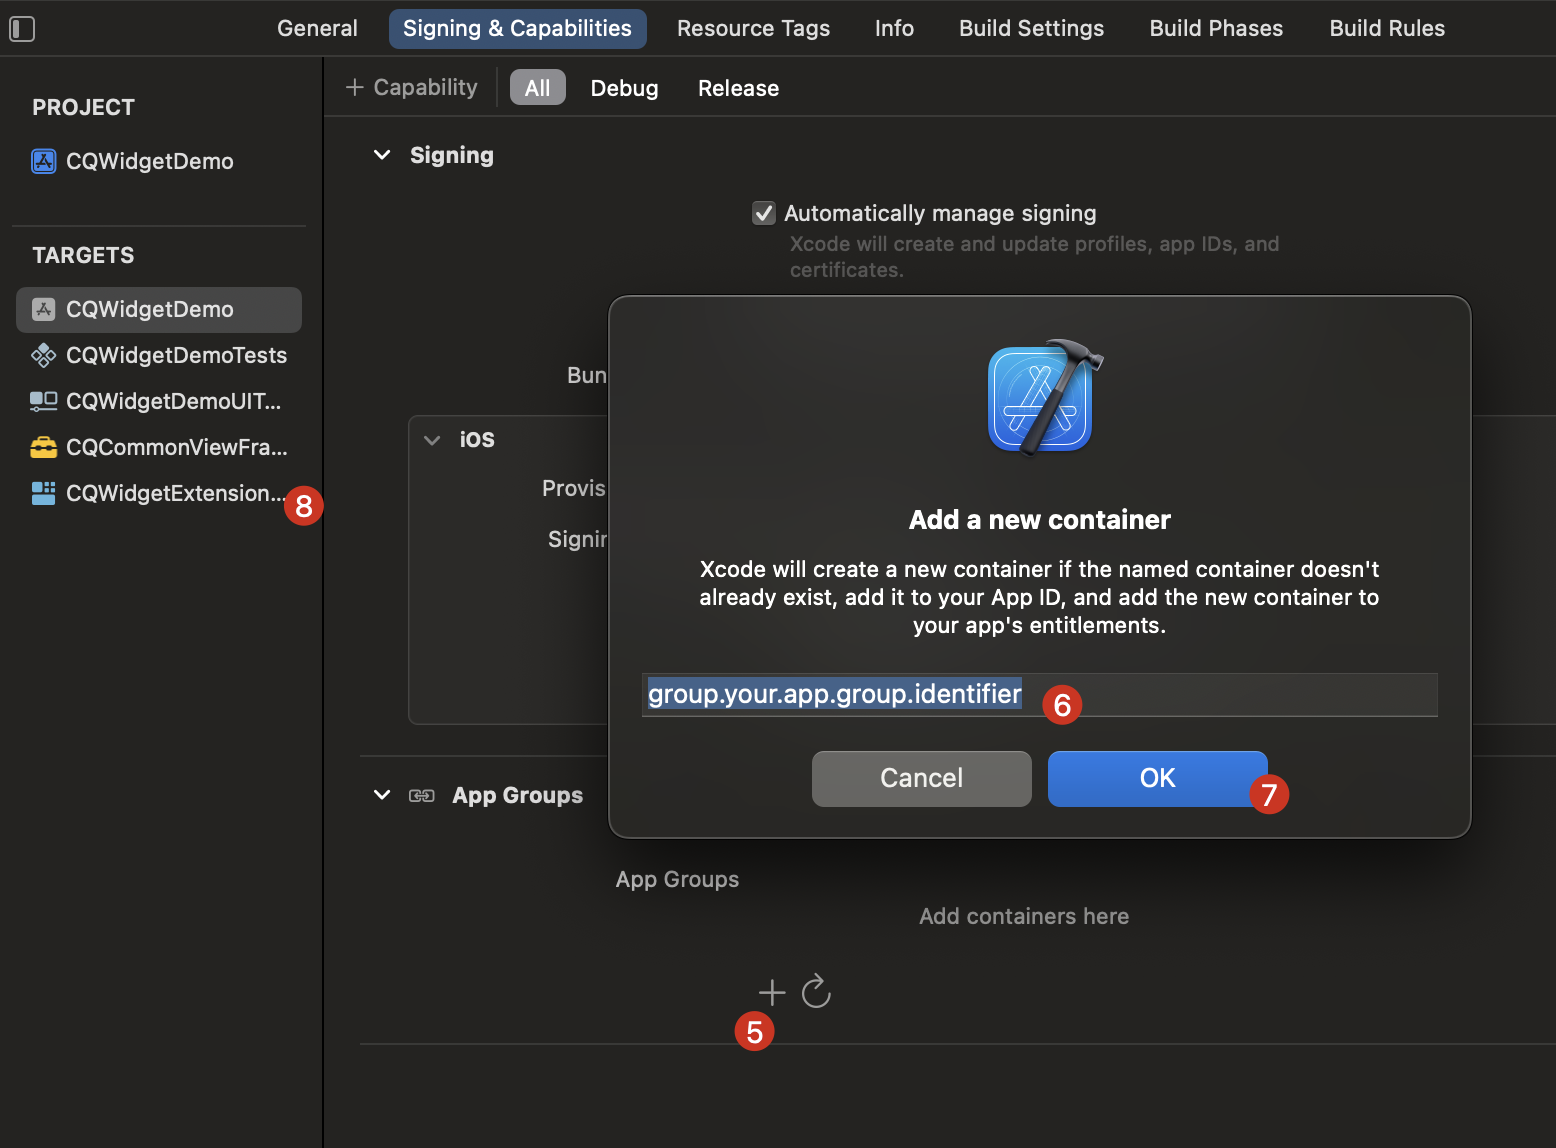 General Signing & Capabilities Resource Tags Info Build Settings Build Phases Build Rules
+ Capability All Debug Release
PROJECT
CQWidgetDemo
TARGETS
CQWidgetDemo
CQWidgetDemoTests
CQWidgetDemoUIT...
CQCommonViewFra...
CQWidgetExtension...
8
Signing
Automatically manage signing
Xcode will create and update profiles, app IDs, and
certificates.
Bun
iOS
Provis
Signin
Add a new container
Xcode will create a new container if the named container doesn't
already exist, add it to your App ID, and add the new container to
your app's entitlements.
group.your.app.group.identifier
6
Cancel OK
7
App Groups
App Groups
Add containers here
5